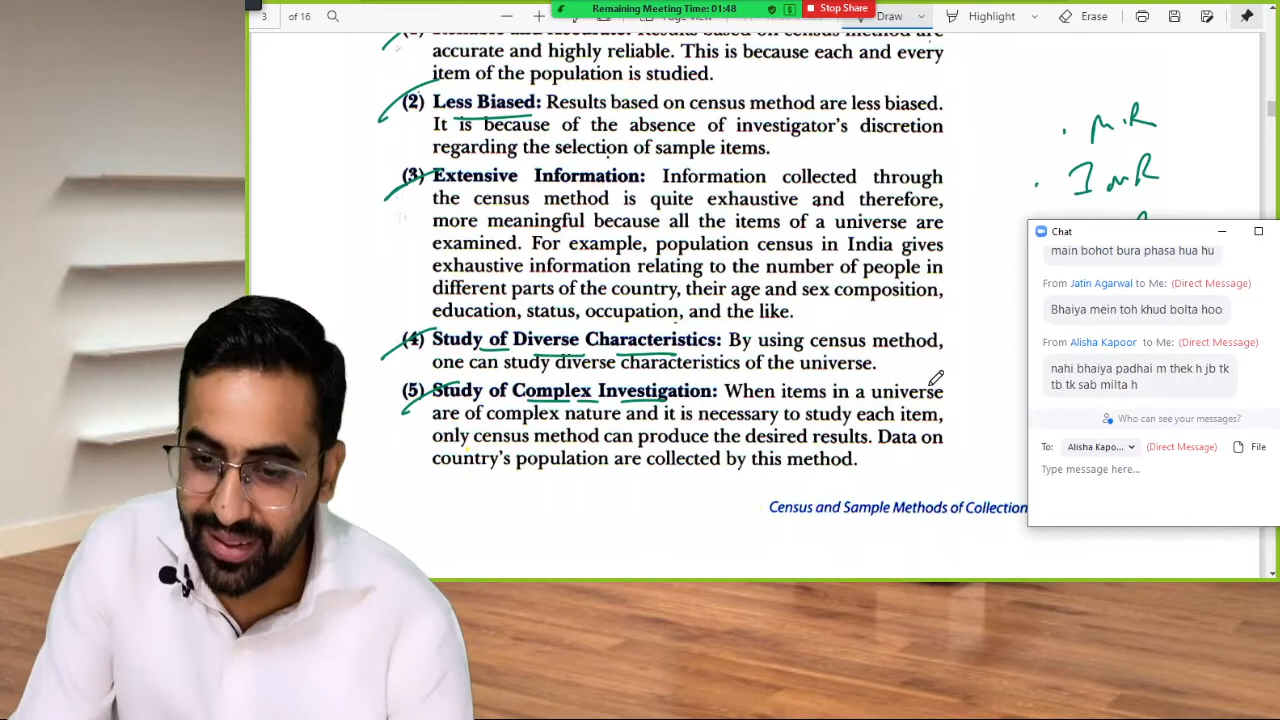 3 of 16
Remaining Meeting Time: 01:48
Stop Share
Page view
Draw
Highlight
Erase
accurate and highly reliable. This is because each and every
item of the population is studied.
(2) Less Biased: Results based on census method are less biased.
It is because of the absence of investigator's discretion
regarding the selection of sample items.
(3) Extensive Information: Information collected through
the census method is quite exhaustive and therefore,
more meaningful because all the items of a universe are
examined. For example, population census in India gives
exhaustive information relating to the number of people in
different parts of the country, their age and sex composition,
education, status, occupation, and the like.
(4) Study of Diverse Characteristics: By using census method,
one can study diverse characteristics of the universe.
(5) Study of Complex Investigation: When items in a universe
are of complex nature and it is necessary to study each item,
only census method can produce the desired results. Data on
country's population are collected by this method.
Census and Sample Methods of Collection
M.R
I M R
Chat
main bohot bura phasa hua hu
From Jatin Agarwal to Me: (Direct Message)
Bhaiya mein toh khud bolta hoo
From Alisha Kapoor to Me: (Direct Message)
nahi bhaiya padhai m thek h jb tk
tb tk sab milta h
Who can see your messages?
To: Alisha Kapo... (Direct Message) File
Type message here...